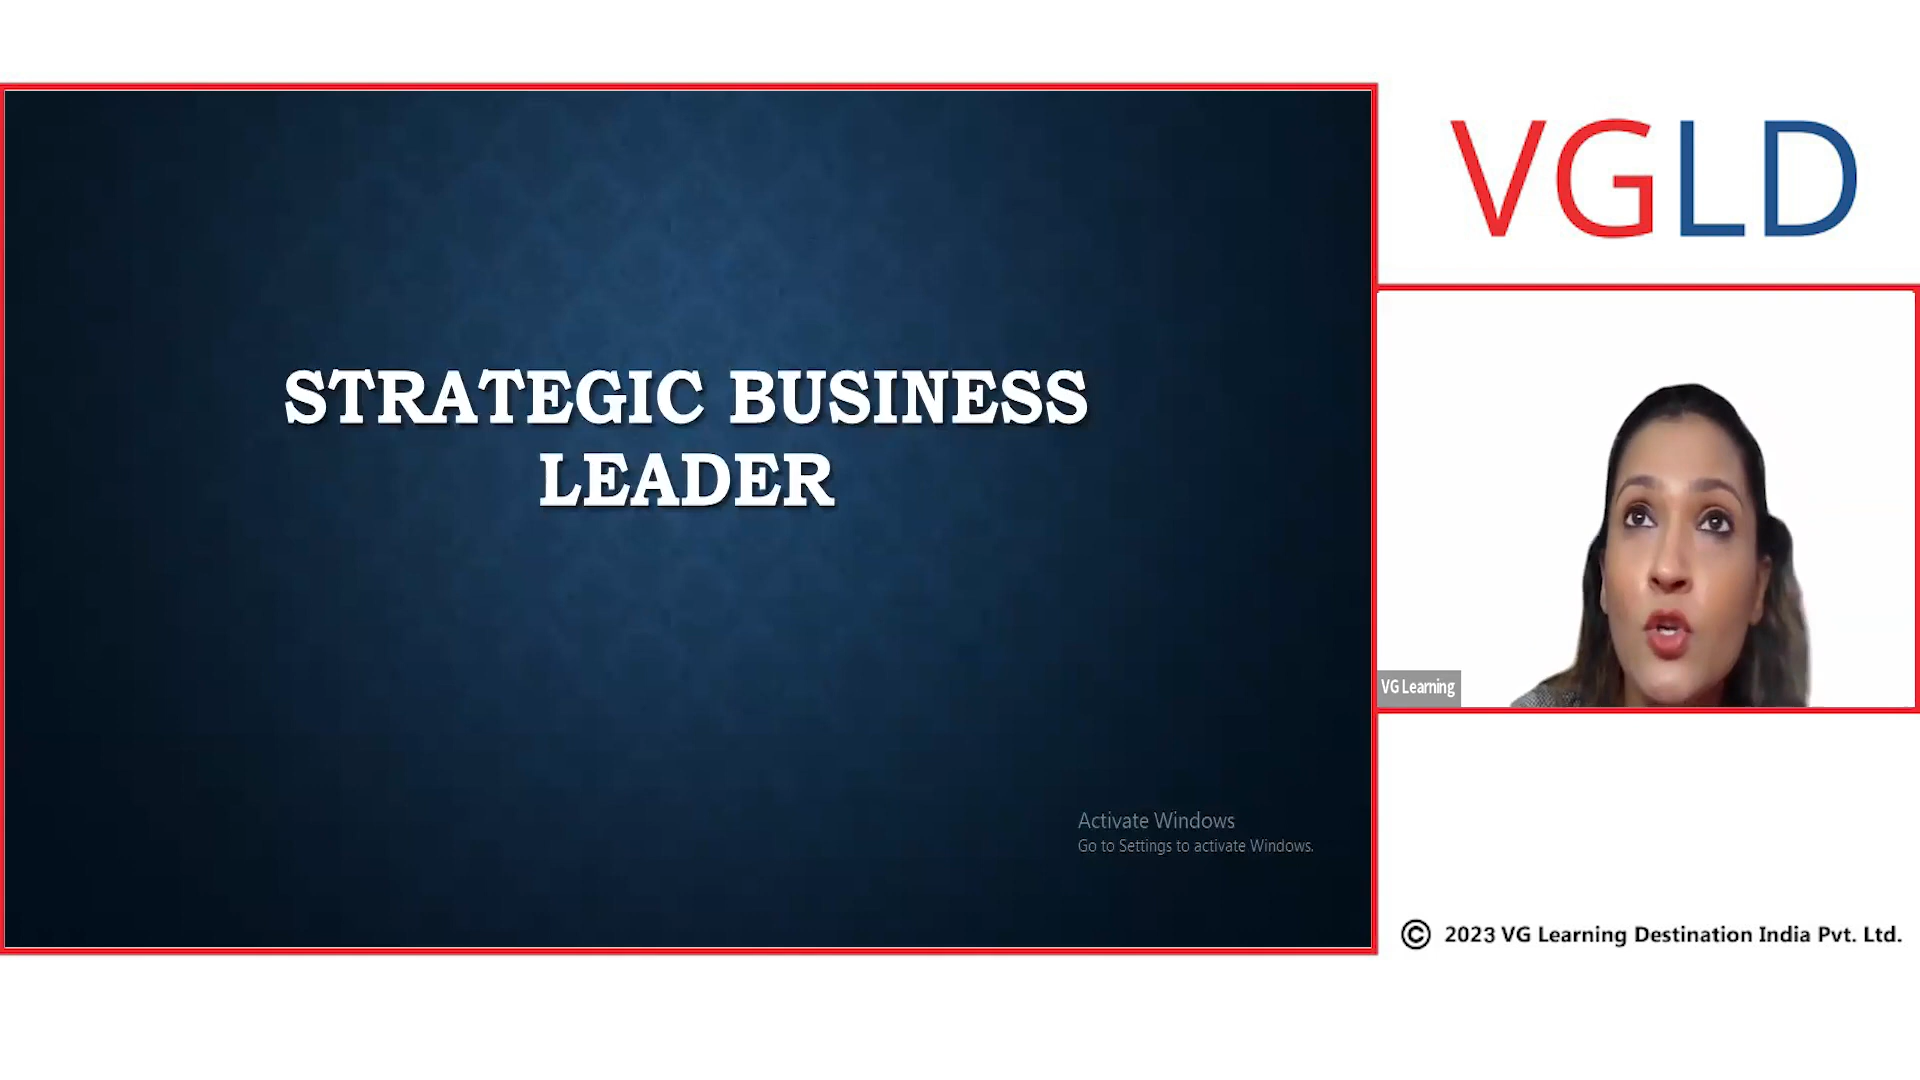 STRATEGIC BUSINESS
LEADER
Activate Windows
Go to Settings to activate Windows.
VGLD
VG Learning
© 2023 VG Learning Destination India Pvt. Ltd.